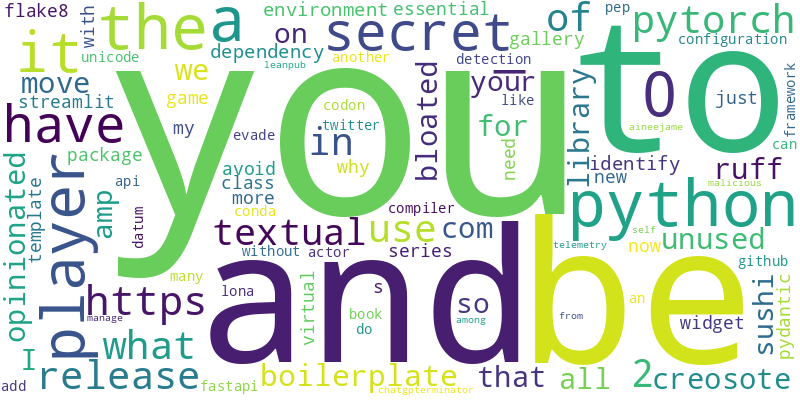 flake8 with environment essential pep
the a on secret of pytorch
unicode dependency another gallery configuration
it we leanpub detection
move game your
streamlit codon like O just framework
have my evade in twitter for bloated library can aineejame
package why need identify ruff
opinionated template api class avoid new malicious
player amp more conda python
you to
datum compiler self
textual use com unused
without actor series telemetry now github
many virtual
https lona s so an sushi pydantic
manage book do among from widget
and be
what
I release boilerplate that all 2 creosote
add fastapi chatgpterminator